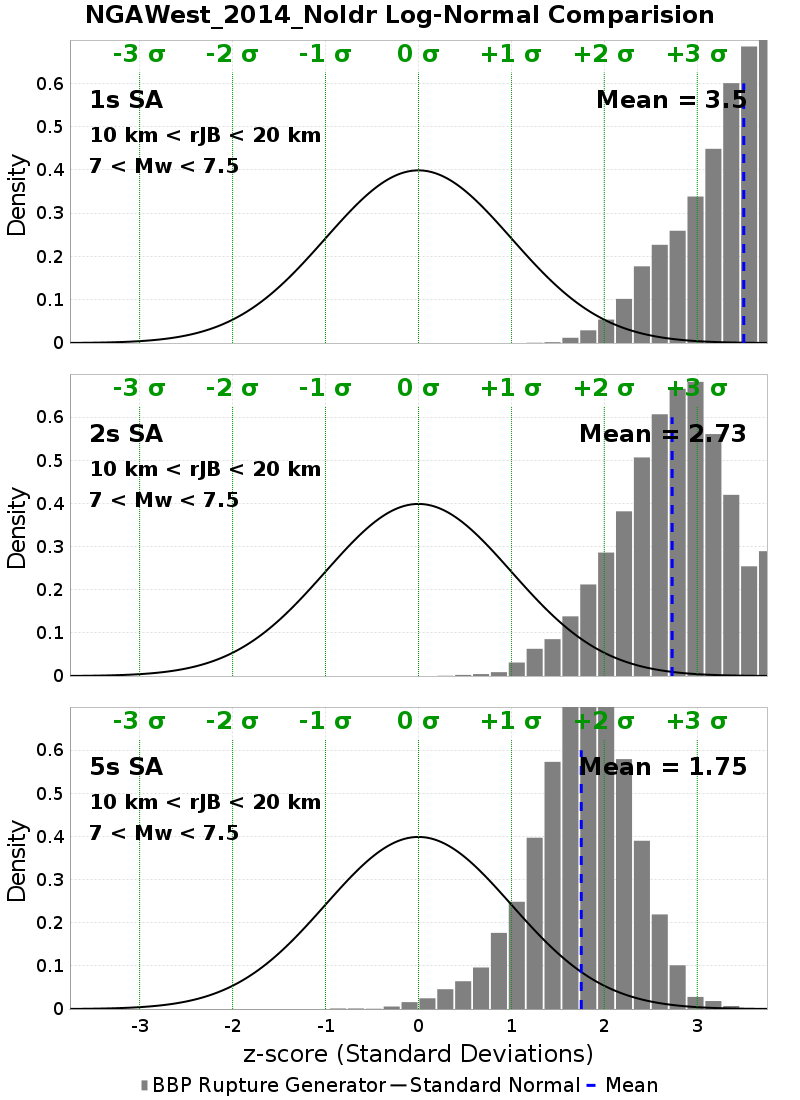 NGAWest_2014_NoIdr Log-Normal Comparision
-3 σ -2 σ -1 σ 0 σ +1 σ +2 σ +3 σ
0.6
1s SA Mean = 3.5
0.5
10 km < rJB < 20 km
7 < Mw < 7.5
0.4
Density
0.3
0.2
0.1
0
-3 σ -2 σ -1 σ 0 σ +1 σ +2 σ +3 σ
0.6
2s SA Mean = 2.73
0.5
10 km < rJB < 20 km
7 < Mw < 7.5
0.4
Density
0.3
0.2
0.1
0
-3 σ -2 σ -1 σ 0 σ +1 σ +2 σ +3 σ
0.6
5s SA Mean = 1.75
0.5
10 km < rJB < 20 km
7 < Mw < 7.5
0.4
Density
0.3
0.2
0.1
0
-3 -2 -1 0 1 2 3
z-score (Standard Deviations)
BBP Rupture Generator Standard Normal Mean